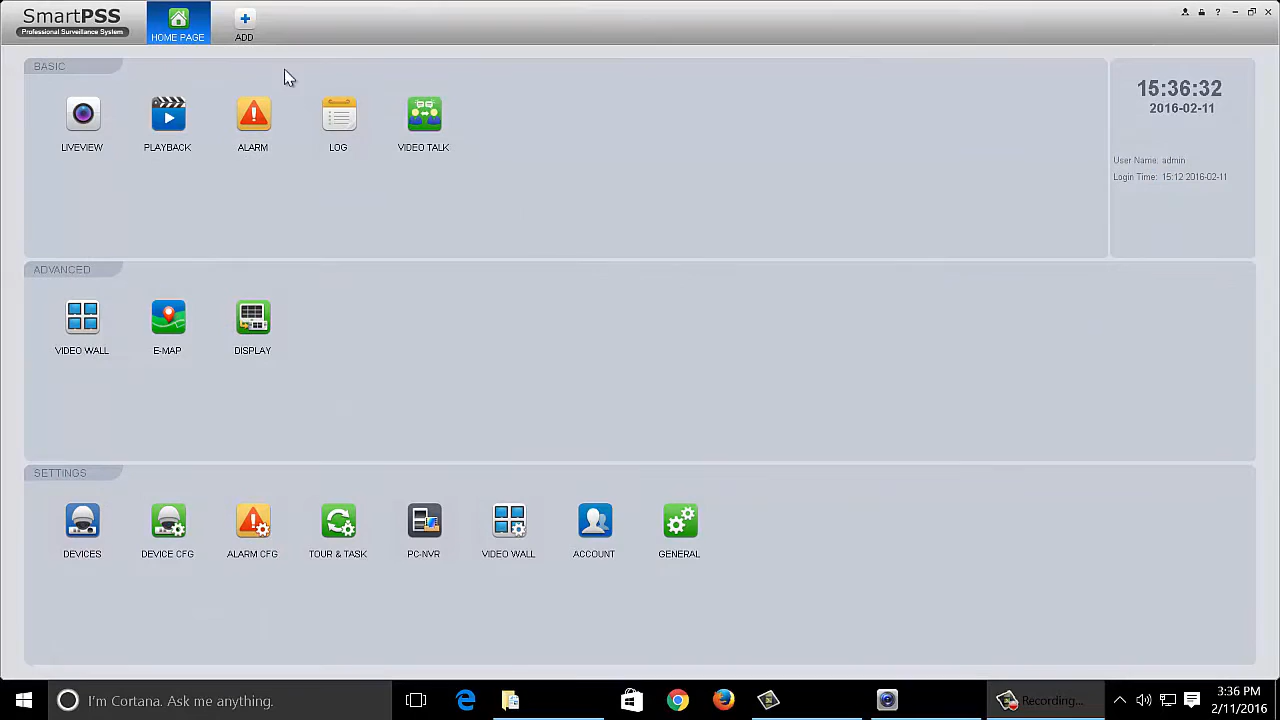 SmartPSS
Professional Surveillance System
HOME PAGE
ADD
BASIC
LIVEVIEW
PLAYBACK
ALARM
LOG
VIDEO TALK
15:36:32
2016-02-11
User Name: admin
Login Time: 15:12 2016-02-11
ADVANCED
VIDEO WALL
E-MAP
DISPLAY
SETTINGS
DEVICES
DEVICE CFG
ALARM CFG
TOUR & TASK
PC-NVR
VIDEO WALL
ACCOUNT
GENERAL
I'm Cortana. Ask me anything.
Recording...
3:36 PM
2/11/2016